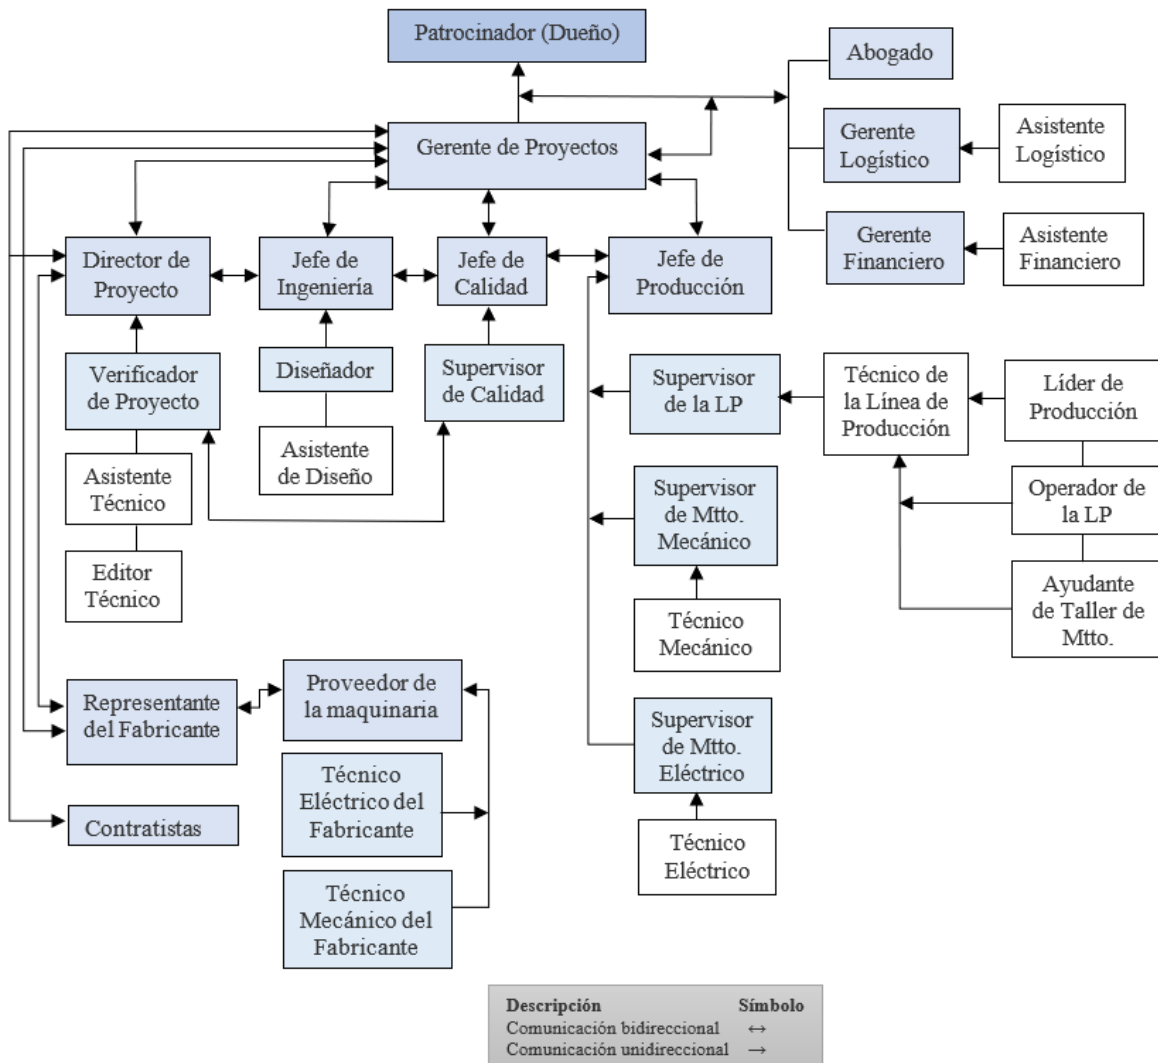 Patrocinador (Dueño)
Abogado
Gerente de Proyectos
Gerente
Logístico
Asistente
Logístico
Gerente
Financiero
Asistente
Financiero
Director de
Proyecto
Jefe de
Ingeniería
Jefe de
Calidad
Jefe de
Producción
Verificador
de Proyecto
Diseñador
Supervisor
de Calidad
Supervisor
de la LP
Técnico de
la Línea de
Producción
Líder de
Producción
Asistente
Técnico
Asistente
de Diseño
Operador de
la LP
Supervisor
de Mtto.
Mecánico
Editor
Técnico
Ayudante
de Taller de
Mtto.
Técnico
Mecánico
Representante
del Fabricante
Proveedor de
la maquinaria
Supervisor
de Mtto.
Eléctrico
Técnico
Eléctrico del
Fabricante
Contratistas
Técnico
Eléctrico
Técnico
Mecánico del
Fabricante
Descripción Símbolo
Comunicación bidireccional ↔
Comunicación unidireccional →